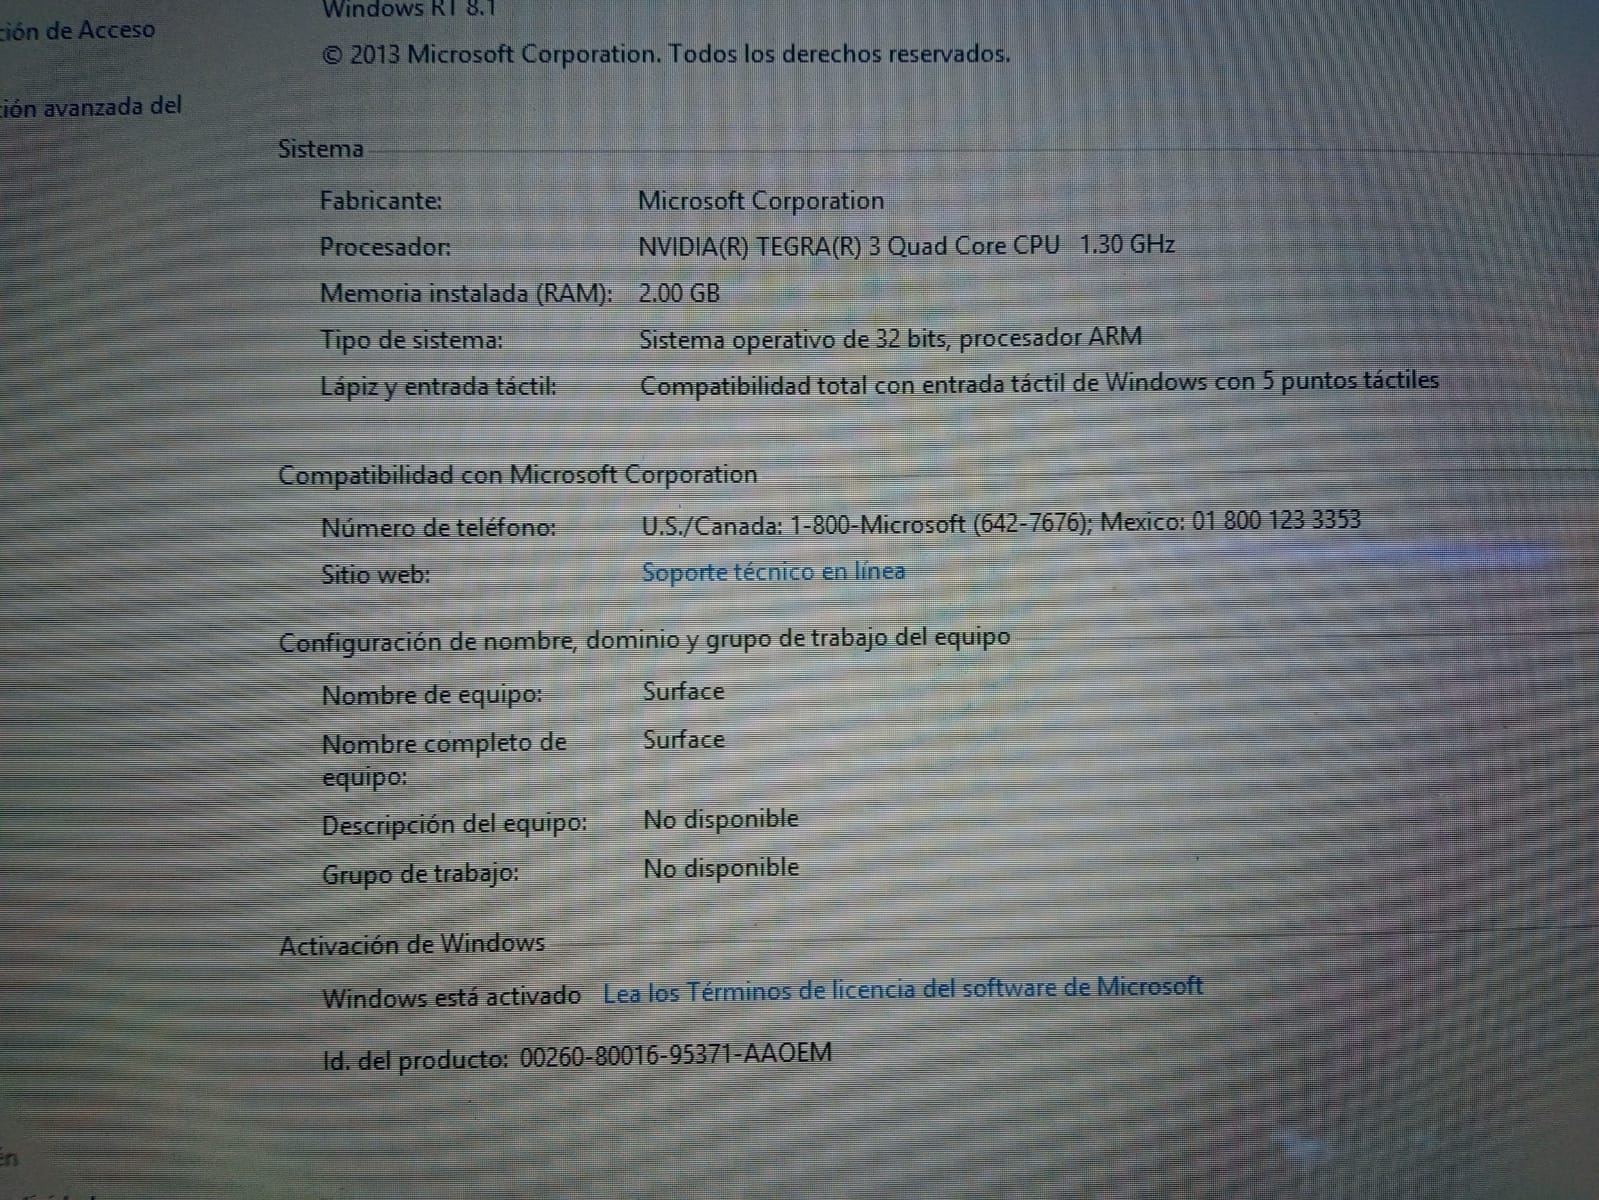 ción de Acceso
Windows RT 8.1
© 2013 Microsoft Corporation. Todos los derechos reservados.
ción avanzada del
Sistema
Fabricante: Microsoft Corporation
Procesador: NVIDIA(R) TEGRA(R) 3 Quad Core CPU 1.30 GHz
Memoria instalada (RAM): 2.00 GB
Tipo de sistema: Sistema operativo de 32 bits, procesador ARM
Lápiz y entrada táctil: Compatibilidad total con entrada táctil de Windows con 5 puntos táctiles
Compatibilidad con Microsoft Corporation
Número de teléfono: U.S./Canada: 1-800-Microsoft (642-7676); Mexico: 01 800 123 3353
Sitio web: Soporte técnico en línea
Configuración de nombre, dominio y grupo de trabajo del equipo
Nombre de equipo: Surface
Nombre completo de Surface
equipo:
Descripción del equipo: No disponible
Grupo de trabajo: No disponible
Activación de Windows
Windows está activado Lea los Términos de licencia del software de Microsoft
Id. del producto: 00260-80016-95371-AAOEM
én